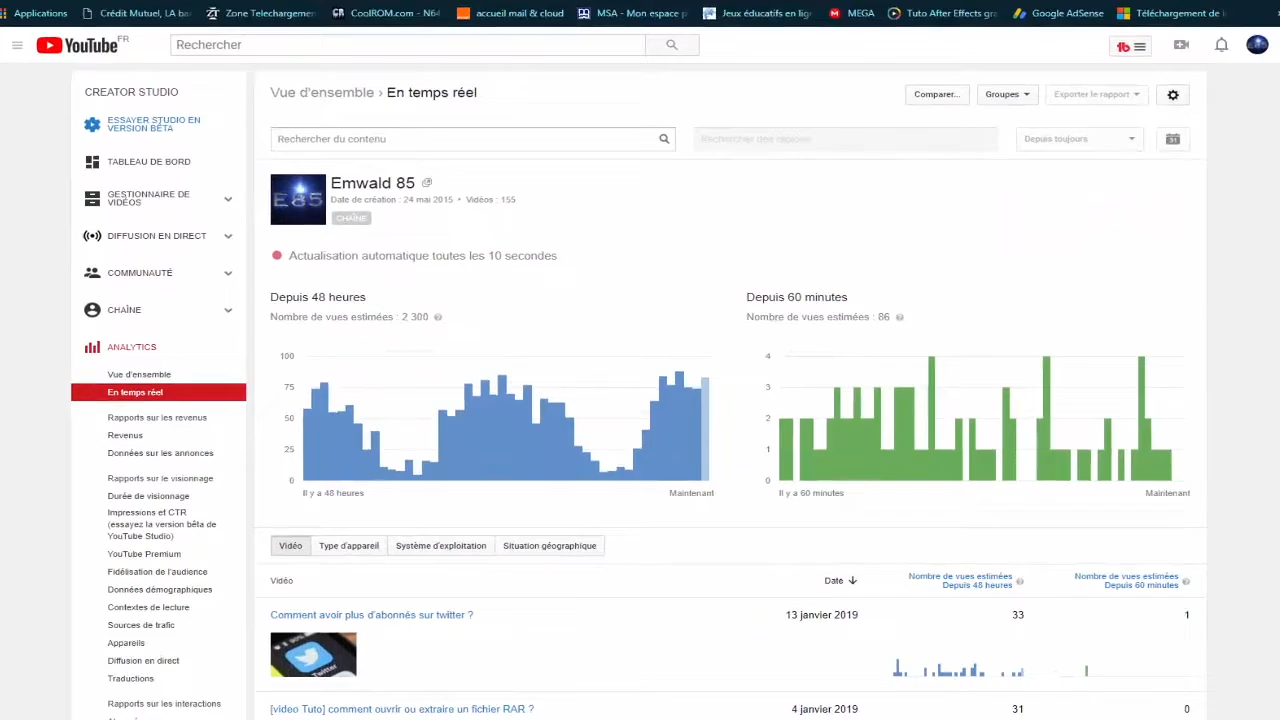 Applications
Crédit Mutuel, LA ba
Zone Telechargemen
CoolROM.com - N64
accueil mail & cloud
MSA - Mon espace p
Jeux éducatifs en lig
MEGA
Tuto After Effects gra
Google AdSense
Téléchargement de l
YouTube FR
Rechercher
CREATOR STUDIO
ESSAYER STUDIO EN
VERSION BÊTA
TABLEAU DE BORD
GESTIONNAIRE DE
VIDÉOS
DIFFUSION EN DIRECT
COMMUNAUTÉ
CHAÎNE
ANALYTICS
Vue d'ensemble
En temps réel
Rapports sur les revenus
Revenus
Données sur les annonces
Rapports sur le visionnage
Durée de visionnage
Impressions et CTR
(essayez la version bêta de
YouTube Studio)
YouTube Premium
Fidélisation de l'audience
Données démographiques
Contextes de lecture
Sources de trafic
Appareils
Diffusion en direct
Traductions
Rapports sur les interactions
Vue d'ensemble › En temps réel
Comparer...
Groupes
Exporter le rapport
Rechercher du contenu
Rechercher des régions
Depuis toujours
31
E85
Emwald 85
Date de création : 24 mai 2015 • Vidéos : 155
CHAÎNE
Actualisation automatique toutes les 10 secondes
Depuis 48 heures
Nombre de vues estimées : 2 300
100
75
50
25
0
Il y a 48 heures
Maintenant
Depuis 60 minutes
Nombre de vues estimées : 86
4
3
2
1
0
Il y a 60 minutes
Maintenant
Vidéo
Type d'appareil
Système d'exploitation
Situation géographique
Vidéo
Date
Nombre de vues estimées
Depuis 48 heures
Nombre de vues estimées
Depuis 60 minutes
Comment avoir plus d'abonnés sur twitter ?
13 janvier 2019
33
1
Twitter
[video Tuto] comment ouvrir ou extraire un fichier RAR ?
4 janvier 2019
31
0